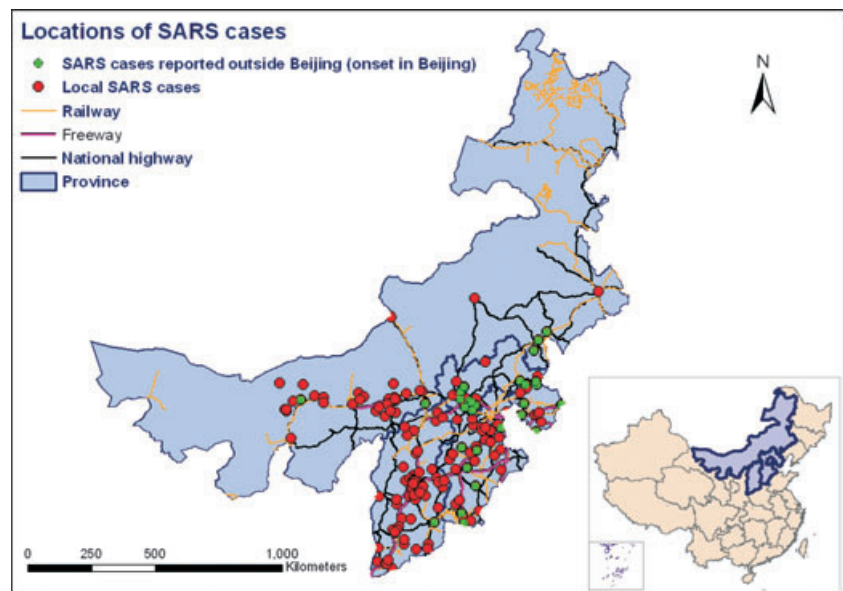 Locations of SARS cases
SARS cases reported outside Beijing (onset in Beijing)
Local SARS cases
Railway
Freeway
National highway
Province
N
0 250 500 1,000
Kilometers